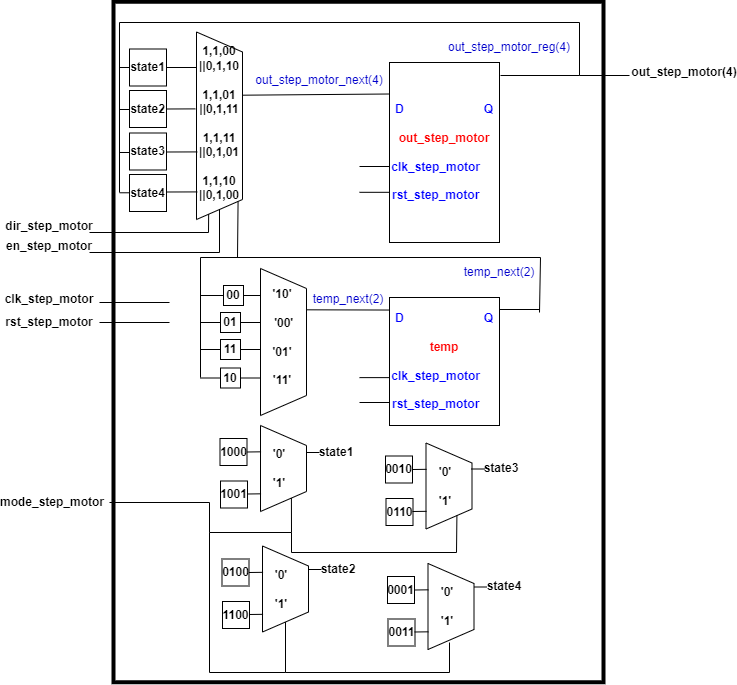 out_step_motor_reg(4)
1,1,00
||0,1,10
state1
out_step_motor(4)
out_step_motor_next(4)
1,1,01
||0,1,11
state2
D
Q
out_step_motor
1,1,11
||0,1,01
state3
clk_step_motor
1,1,10
||0,1,00
state4
rst_step_motor
dir_step_motor
en_step_motor
temp_next(2)
00
'10'
temp_next(2)
clk_step_motor
01
'00'
D
Q
rst_step_motor
11
'01'
temp
10
'11'
clk_step_motor
rst_step_motor
1000
'0'
state1
1001
'1'
0010
'0'
state3
0110
'1'
mode_step_motor
0100
'0'
state2
1100
'1'
0001
'0'
state4
0011
'1'